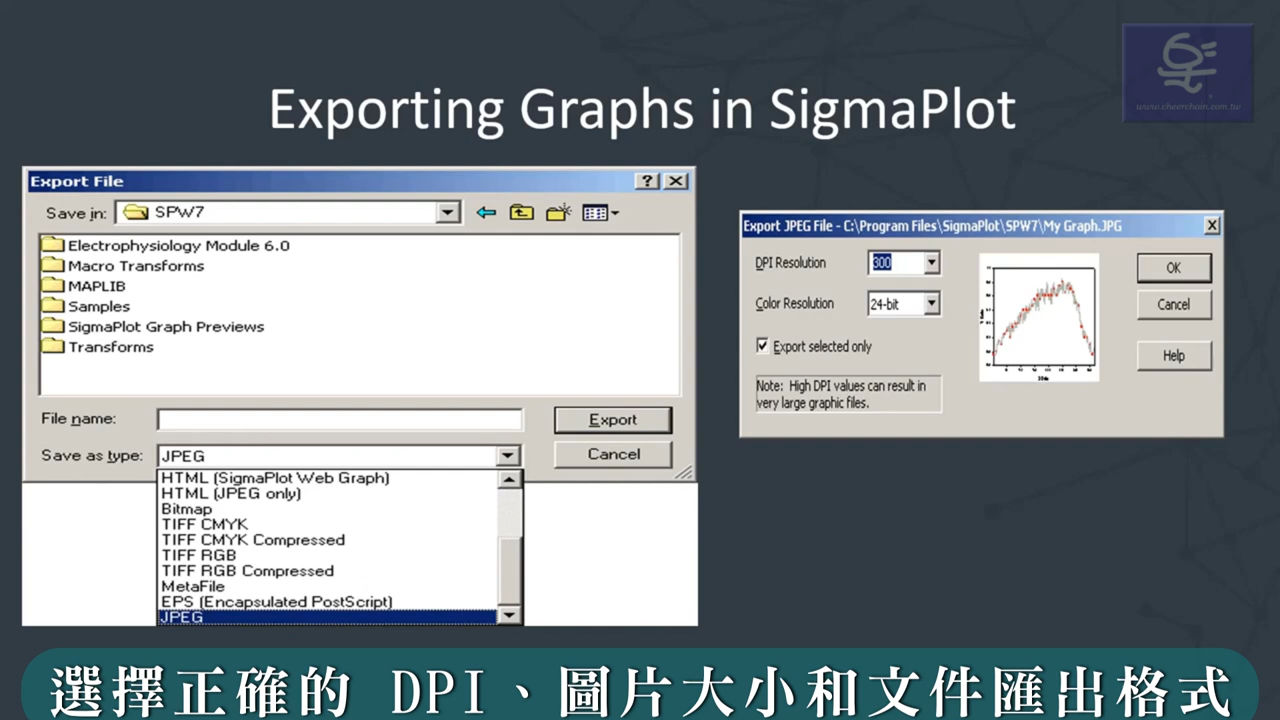 www.cheerchain.com.tw
Exporting Graphs in SigmaPlot
Export File
Save in: SPW7
Electrophysiology Module 6.0
Macro Transforms
MAPLIB
Samples
SigmaPlot Graph Previews
Transforms
File name:
Export
Save as type: JPEG
Cancel
HTML (SigmaPlot Web Graph)
HTML (JPEG only)
Bitmap
TIFF CMYK
TIFF CMYK Compressed
TIFF RGB
TIFF RGB Compressed
MetaFile
EPS (Encapsulated PostScript)
JPEG
Export JPEG File - C:\Program Files\SigmaPlot\SPW7\My Graph.JPG
DPI Resolution 300
OK
Color Resolution 24-bit
Cancel
Export selected only
Help
Note: High DPI values can result in
very large graphic files.
選擇正確的 DPI、圖片大小和文件匯出格式